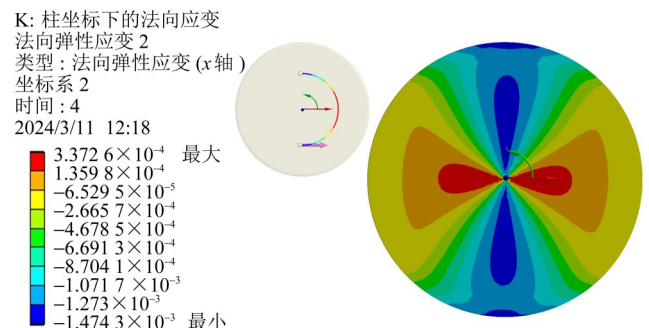 K: 柱坐标下的法向应变
法向弹性应变 2
类型 : 法向弹性应变 (x 轴 )
坐标系 2
时间 : 4
2024/3/11 12:18
3.372 6×10⁻⁴ 最大
1.359 8×10⁻⁴
−6.529 5×10⁻⁵
−2.665 7×10⁻⁴
−4.678 5×10⁻⁴
−6.691 3×10⁻⁴
−8.704 1×10⁻⁴
−1.071 7 ×10⁻³
−1.273×10⁻³
−1.474 3×10⁻³ 最小